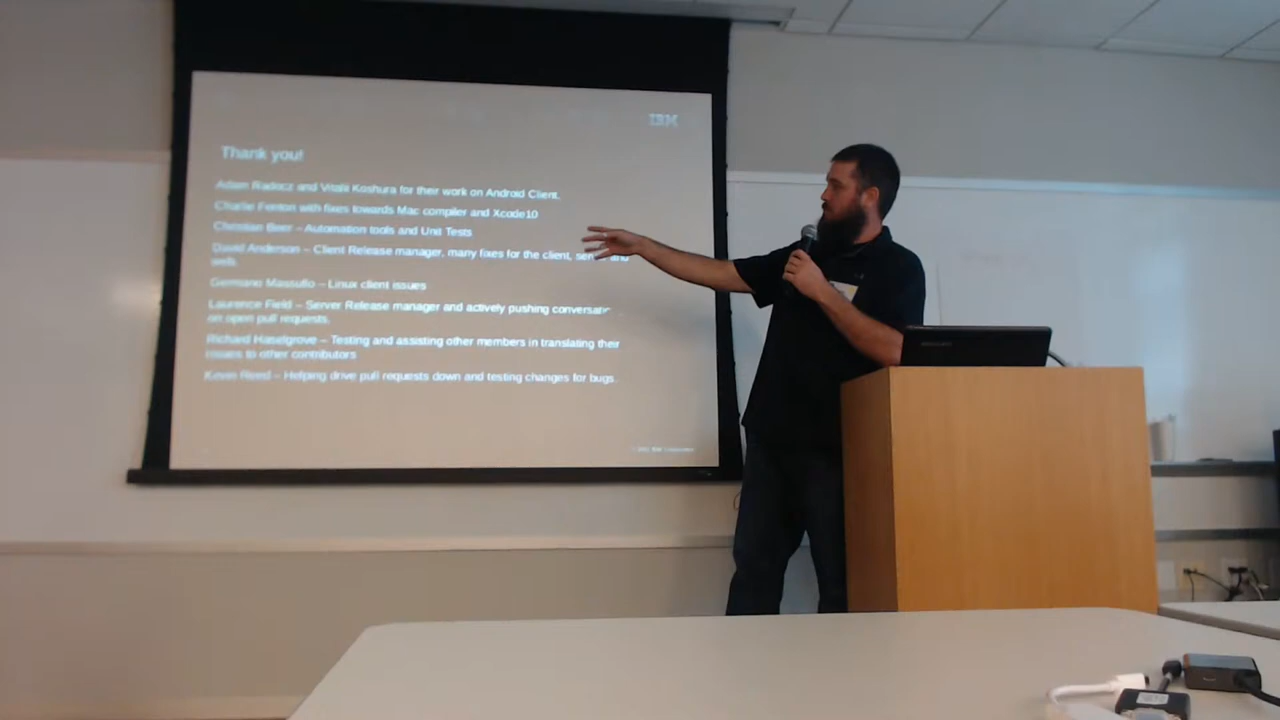 IBM
Thank you!
Adam Radocz and Vitalii Koshura for their work on Android Client.
Charlie Fenton with fixes towards Mac compiler and Xcode10
Christian Beer – Automation tools and Unit Tests
David Anderson – Client Release manager, many fixes for the client, and
web.
Germano Massullo – Linux client issues
Laurence Field – Server Release manager and actively pushing
on open pull requests.
Richard Haselgrove – Testing and assisting other members in translating their
issues to other contributors
Kevin Reed – Helping drive pull requests down and testing changes for bugs.
IBM Corporation